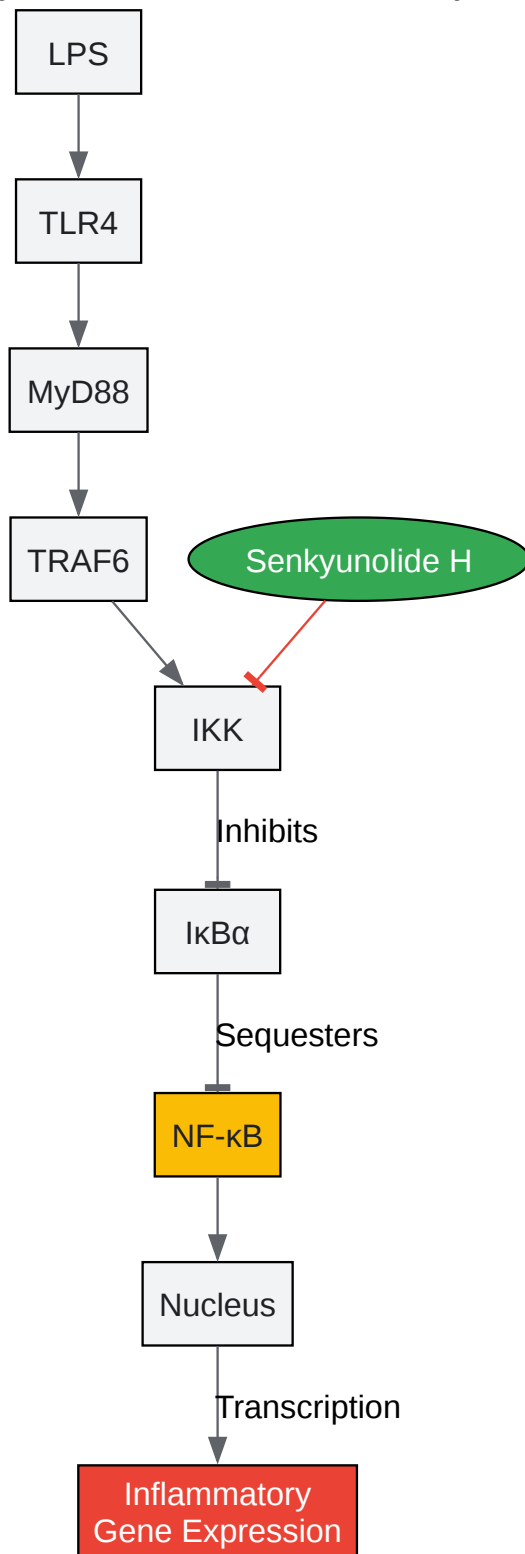 LPS
TLR4
MyD88
TRAF6
Senkyunolide H
IKK
Inhibits
IκBα
Sequesters
NF-κB
Nucleus
Transcription
Inflammatory
Gene Expression